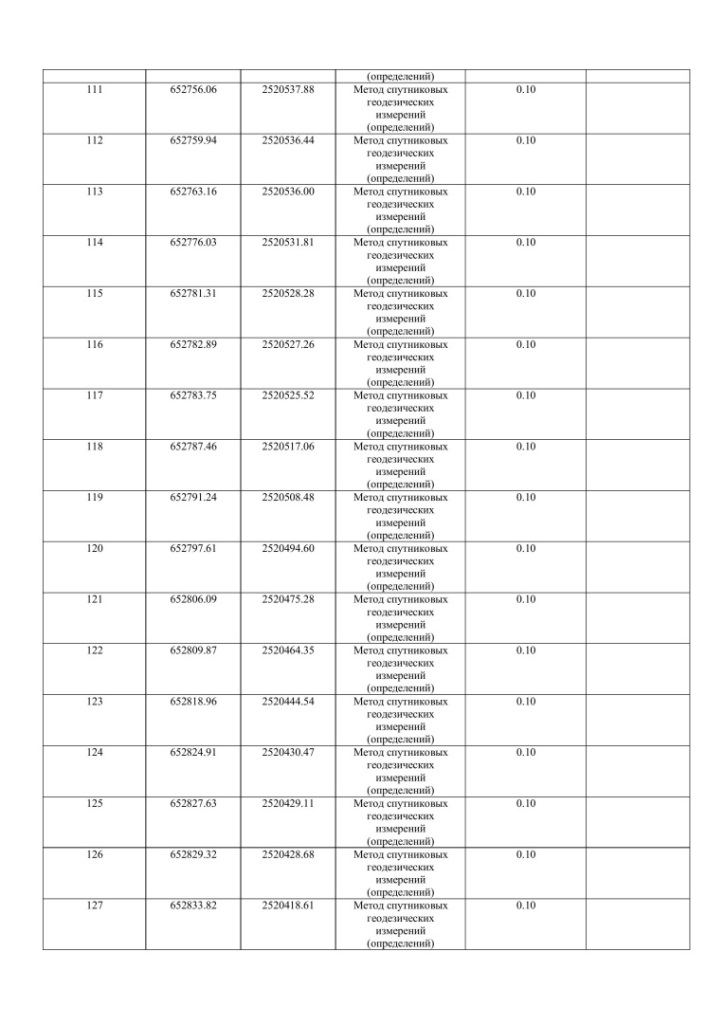 (определений)
111 652756.06 2520537.88 Метод спутниковых 0.10
геодезических
измерений
(определений)
112 652759.94 2520536.44 Метод спутниковых 0.10
геодезических
измерений
(определений)
113 652763.16 2520536.00 Метод спутниковых 0.10
геодезических
измерений
(определений)
114 652776.03 2520531.81 Метод спутниковых 0.10
геодезических
измерений
(определений)
115 652781.31 2520528.28 Метод спутниковых 0.10
геодезических
измерений
(определений)
116 652782.89 2520527.26 Метод спутниковых 0.10
геодезических
измерений
(определений)
117 652783.75 2520525.52 Метод спутниковых 0.10
геодезических
измерений
(определений)
118 652787.46 2520517.06 Метод спутниковых 0.10
геодезических
измерений
(определений)
119 652791.24 2520508.48 Метод спутниковых 0.10
геодезических
измерений
(определений)
120 652797.61 2520494.60 Метод спутниковых 0.10
геодезических
измерений
(определений)
121 652806.09 2520475.28 Метод спутниковых 0.10
геодезических
измерений
(определений)
122 652809.87 2520464.35 Метод спутниковых 0.10
геодезических
измерений
(определений)
123 652818.96 2520444.54 Метод спутниковых 0.10
геодезических
измерений
(определений)
124 652824.91 2520430.47 Метод спутниковых 0.10
геодезических
измерений
(определений)
125 652827.63 2520429.11 Метод спутниковых 0.10
геодезических
измерений
(определений)
126 652829.32 2520428.68 Метод спутниковых 0.10
геодезических
измерений
(определений)
127 652833.82 2520418.61 Метод спутниковых 0.10
геодезических
измерений
(определений)